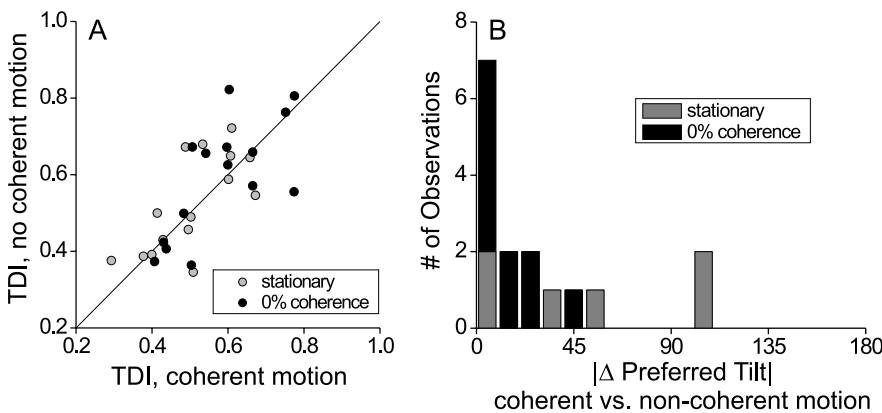 A
1.0
0.8
0.6
0.4
0.2
TDI, no coherent motion
stationary
0% coherence
0.2 0.4 0.6 0.8 1.0
TDI, coherent motion
B
8
6
4
2
0
# of Observations
stationary
0% coherence
0 45 90 135 180
|Δ Preferred Tilt|
coherent vs. non-coherent motion